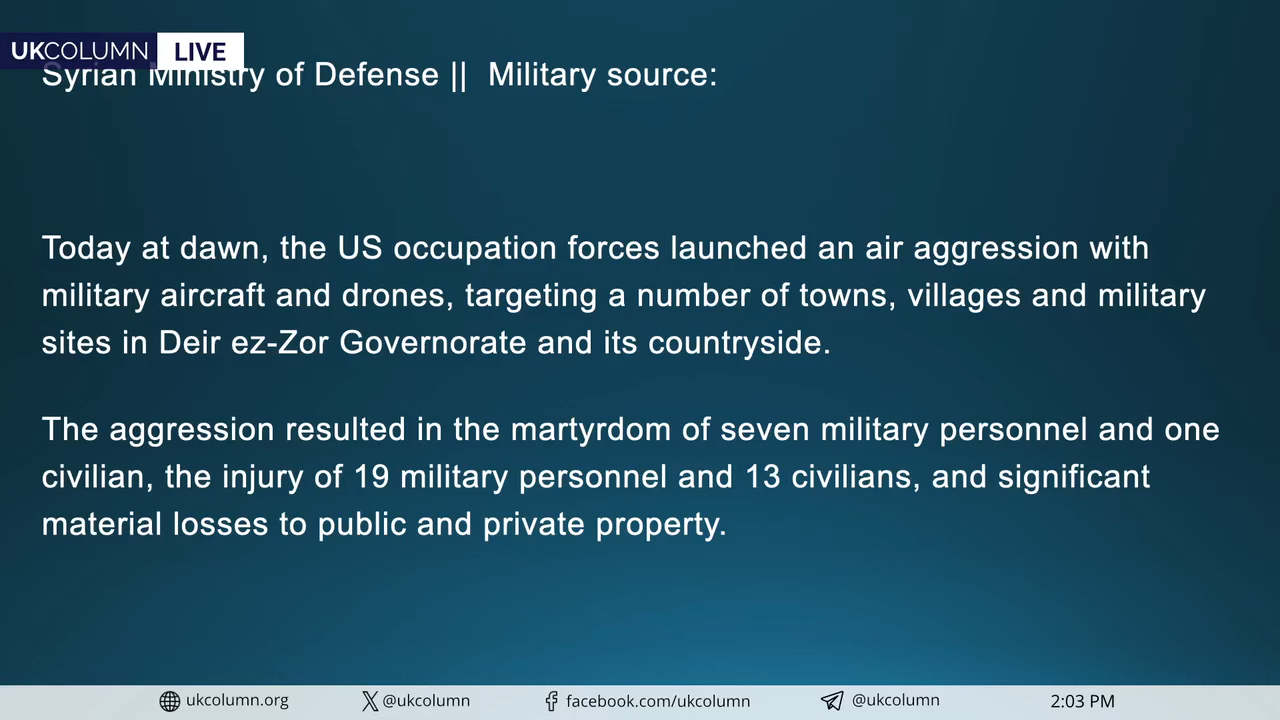 UKCOLUMN LIVE
Syrian Ministry of Defense || Military source:
Today at dawn, the US occupation forces launched an air aggression with
military aircraft and drones, targeting a number of towns, villages and military
sites in Deir ez-Zor Governorate and its countryside.
The aggression resulted in the martyrdom of seven military personnel and one
civilian, the injury of 19 military personnel and 13 civilians, and significant
material losses to public and private property.
ukcolumn.org @ukcolumn facebook.com/ukcolumn @ukcolumn 2:03 PM